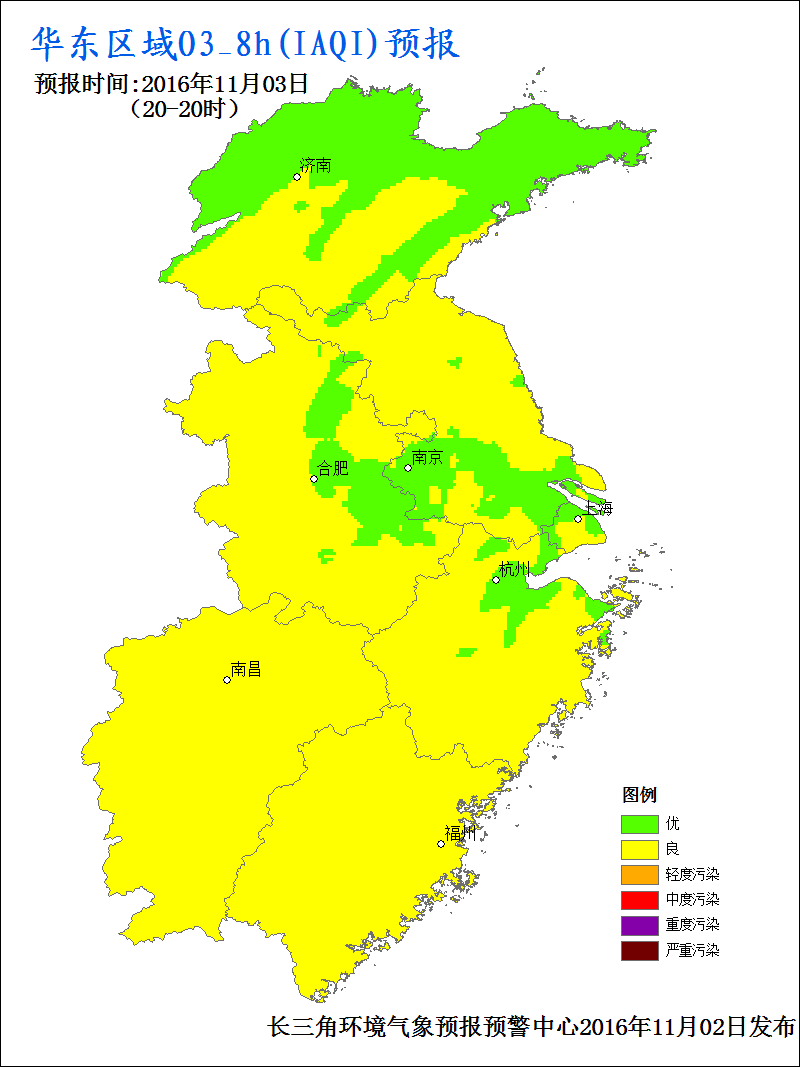 华东区域O3_8h(IAQI)预报
预报时间:2016年11月03日
（20-20时）
济南
合肥
南京
上海
杭州
南昌
福州
图例
优
良
轻度污染
中度污染
重度污染
严重污染
长三角环境气象预报预警中心2016年11月02日发布